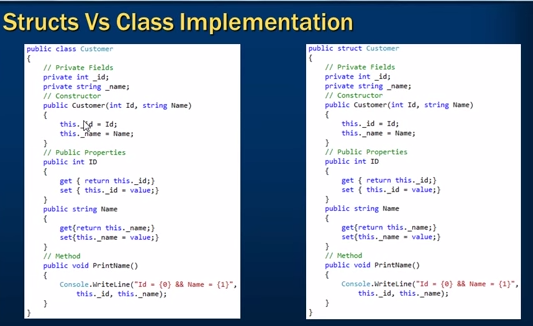 Structs Vs Class Implementation
public class Customer
{
// Private Fields
private int _id;
private string _name;
// Constructor
public Customer(int Id, string Name)
{
this._id = Id;
this._name = Name;
}
// Public Properties
public int ID
{
get { return this._id;}
set { this._id = value;}
}
public string Name
{
get{return this._name;}
set{this._name = value;}
}
// Method
public void PrintName()
{
Console.WriteLine("Id = {0} && Name = {1}",
this._id, this._name);
}
}
public struct Customer
{
// Private Fields
private int _id;
private string _name;
// Constructor
public Customer(int Id, string Name)
{
this._id = Id;
this._name = Name;
}
// Public Properties
public int ID
{
get { return this._id;}
set { this._id = value;}
}
public string Name
{
get{return this._name;}
set{this._name = value;}
}
// Method
public void PrintName()
{
Console.WriteLine("Id = {0} && Name = {1}",
this._id, this._name);
}
}